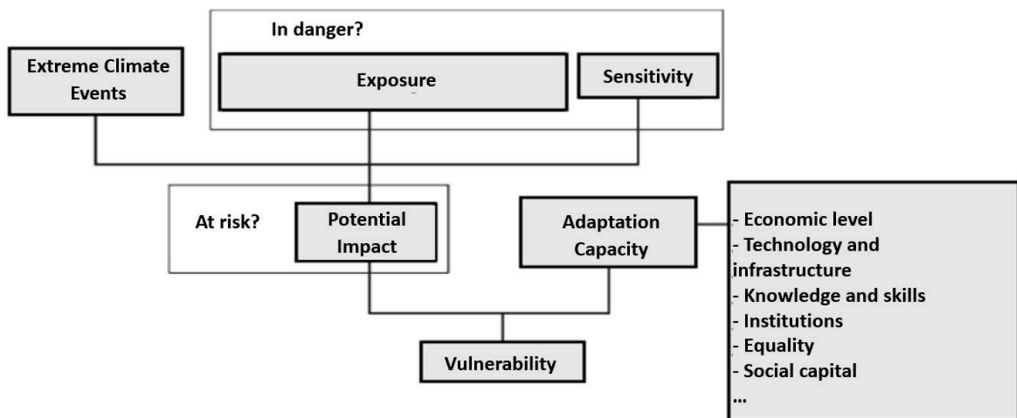 In danger?
Extreme Climate
Events
Exposure
Sensitivity
At risk?
Potential
Impact
Adaptation
Capacity
- Economic level
- Technology and
infrastructure
- Knowledge and skills
- Institutions
- Equality
- Social capital
...
Vulnerability